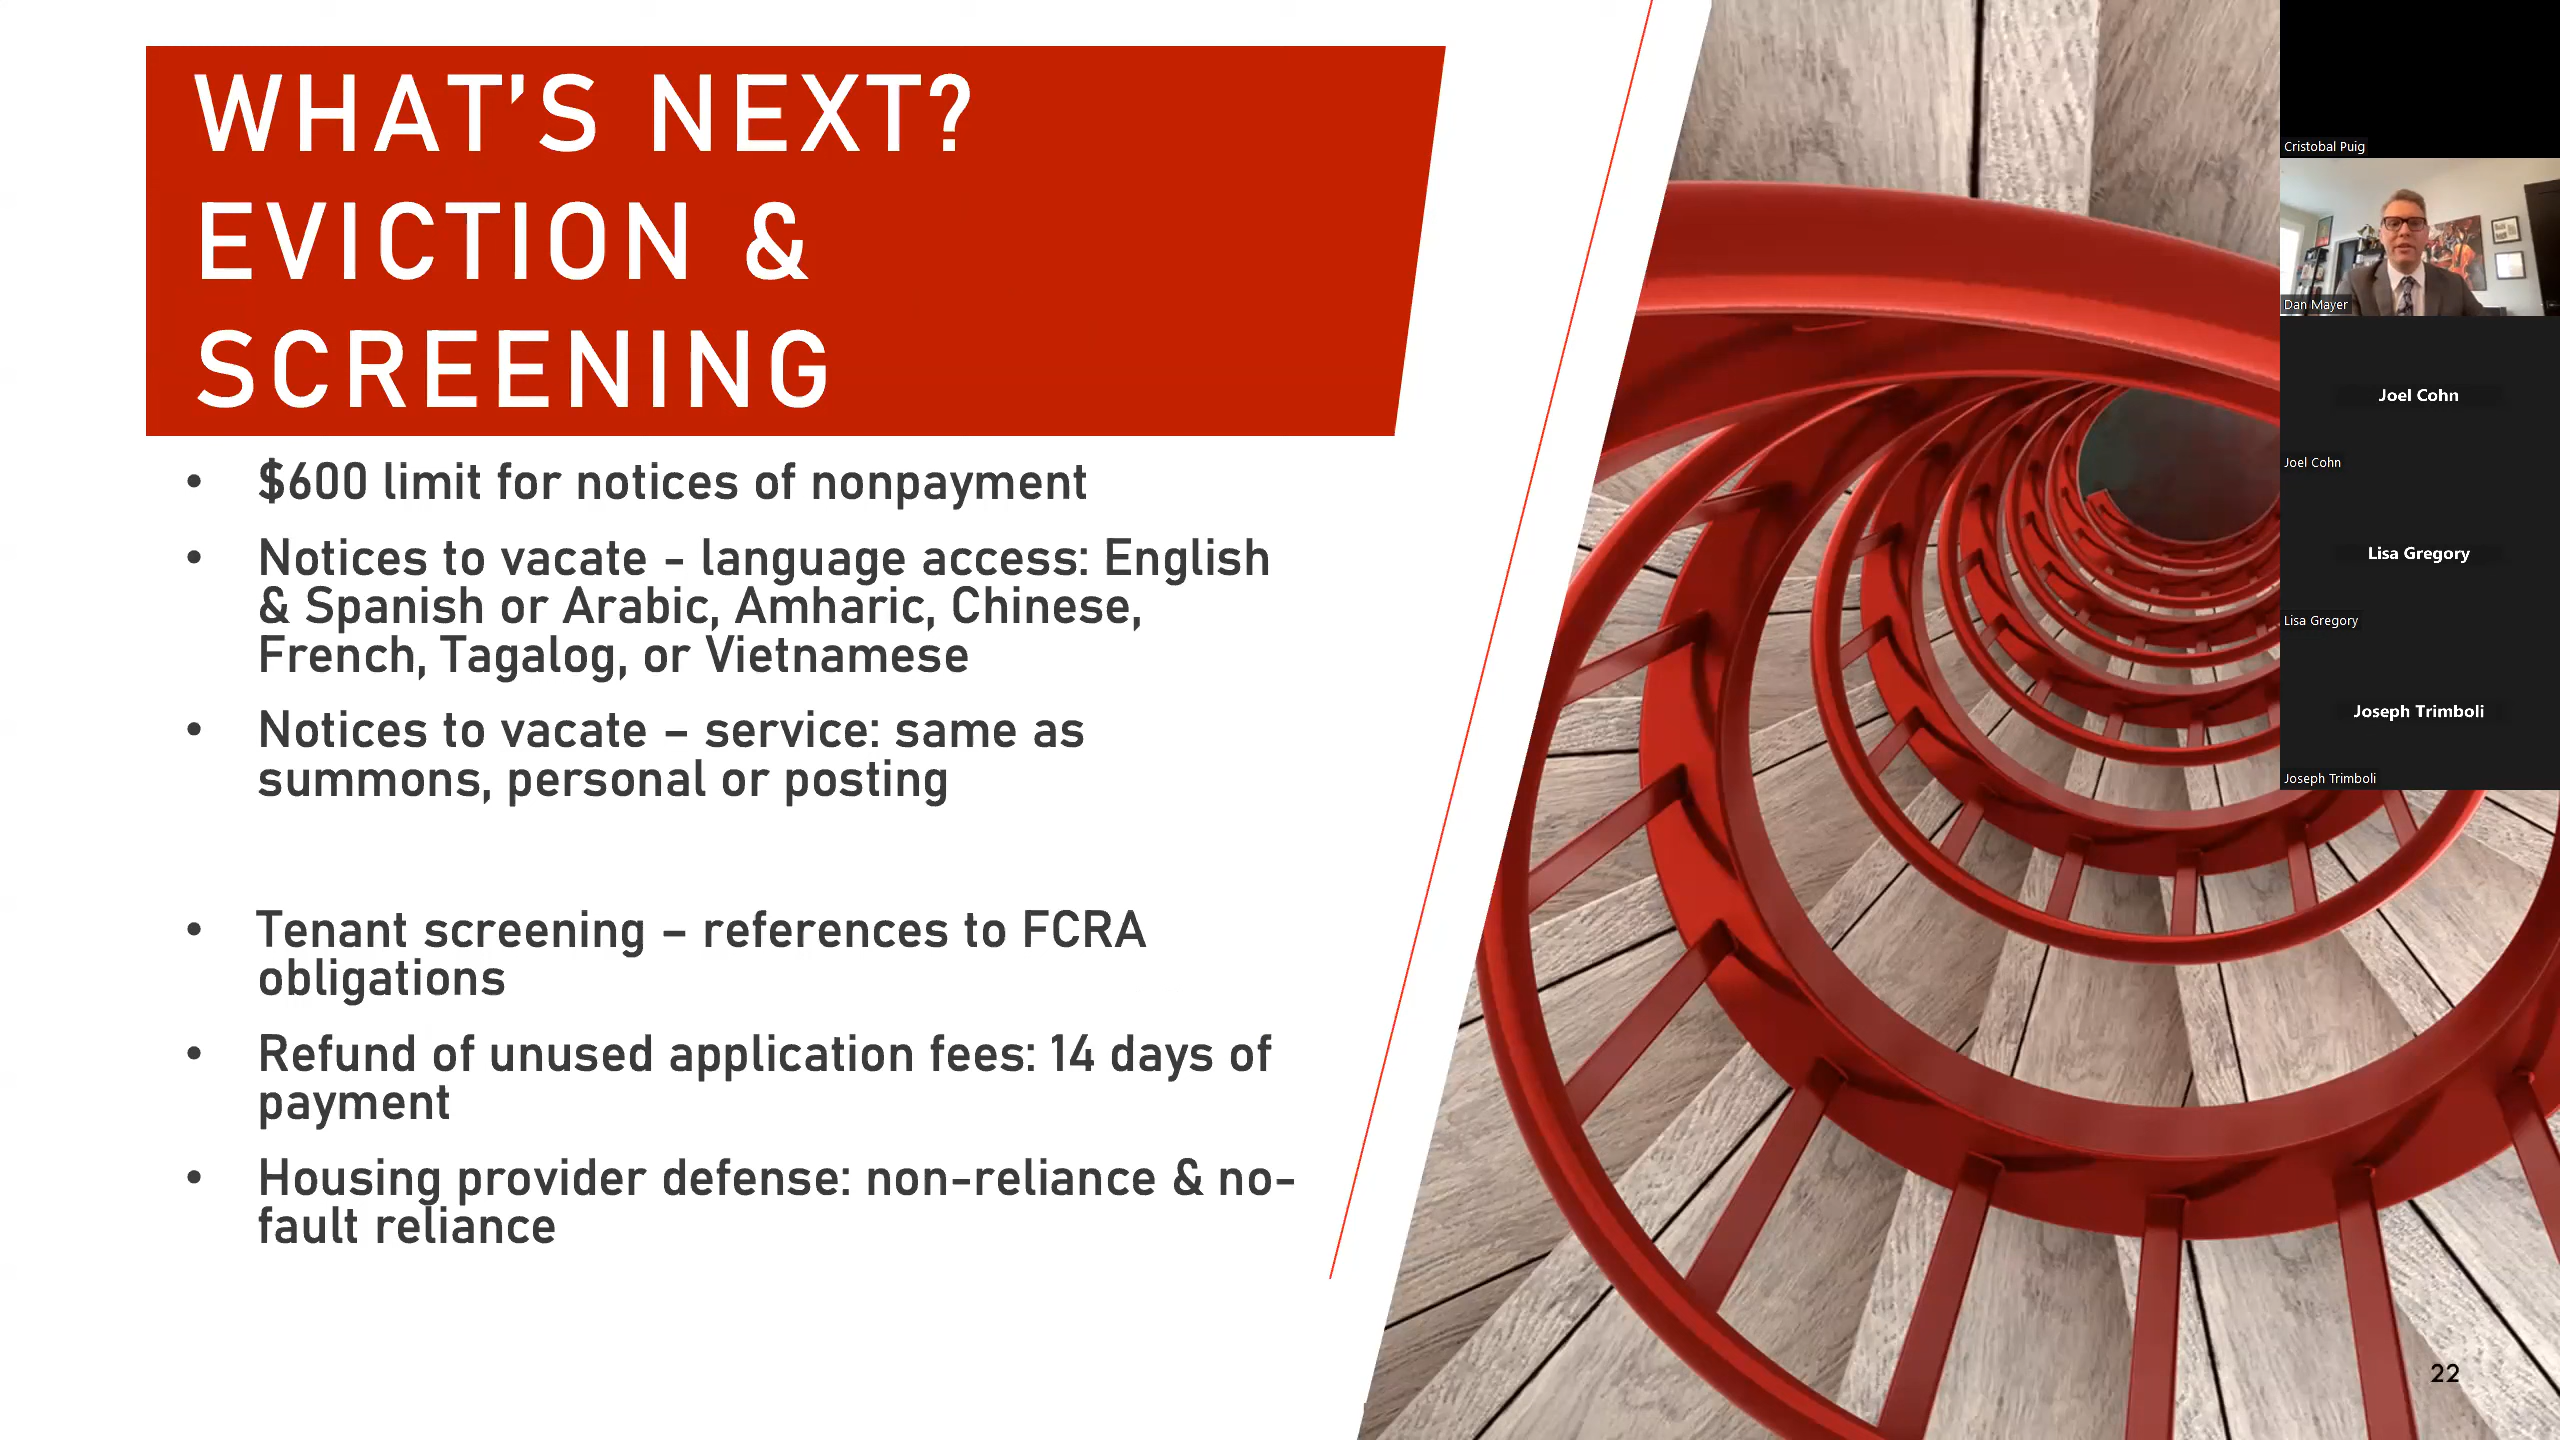 WHAT’S NEXT?
EVICTION &
SCREENING
• $600 limit for notices of nonpayment
• Notices to vacate - language access: English
& Spanish or Arabic, Amharic, Chinese,
French, Tagalog, or Vietnamese
• Notices to vacate – service: same as
summons, personal or posting
• Tenant screening – references to FCRA
obligations
• Refund of unused application fees: 14 days of
payment
• Housing provider defense: non-reliance & no-
fault reliance
22
Cristobal Puig
Dan Mayer
Joel Cohn
Joel Cohn
Lisa Gregory
Lisa Gregory
Joseph Trimboli
Joseph Trimboli